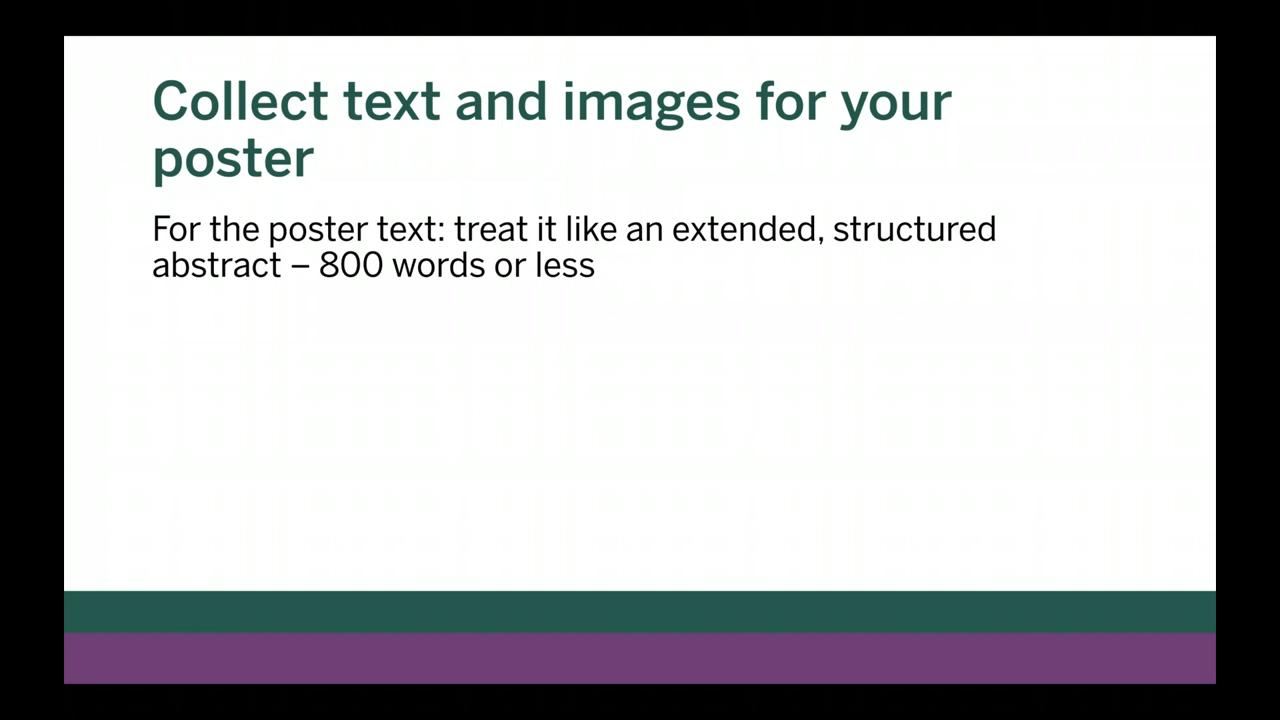 Collect text and images for your
poster
For the poster text: treat it like an extended, structured
abstract – 800 words or less